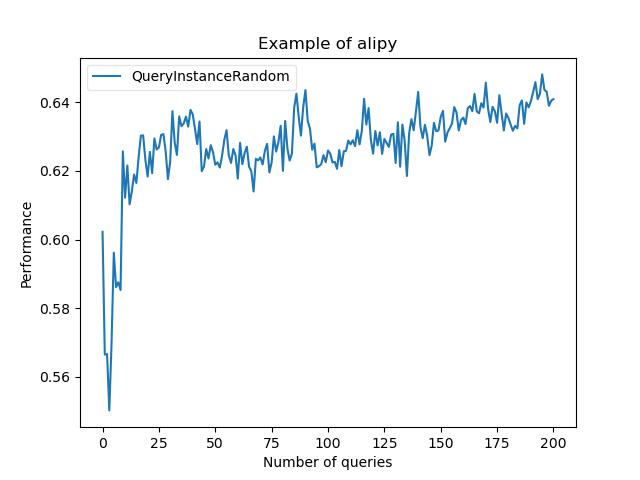 Example of alipy
QueryInstanceRandom
0.64
0.62
0.60
0.58
0.56
Performance
0 25 50 75 100 125 150 175 200
Number of queries